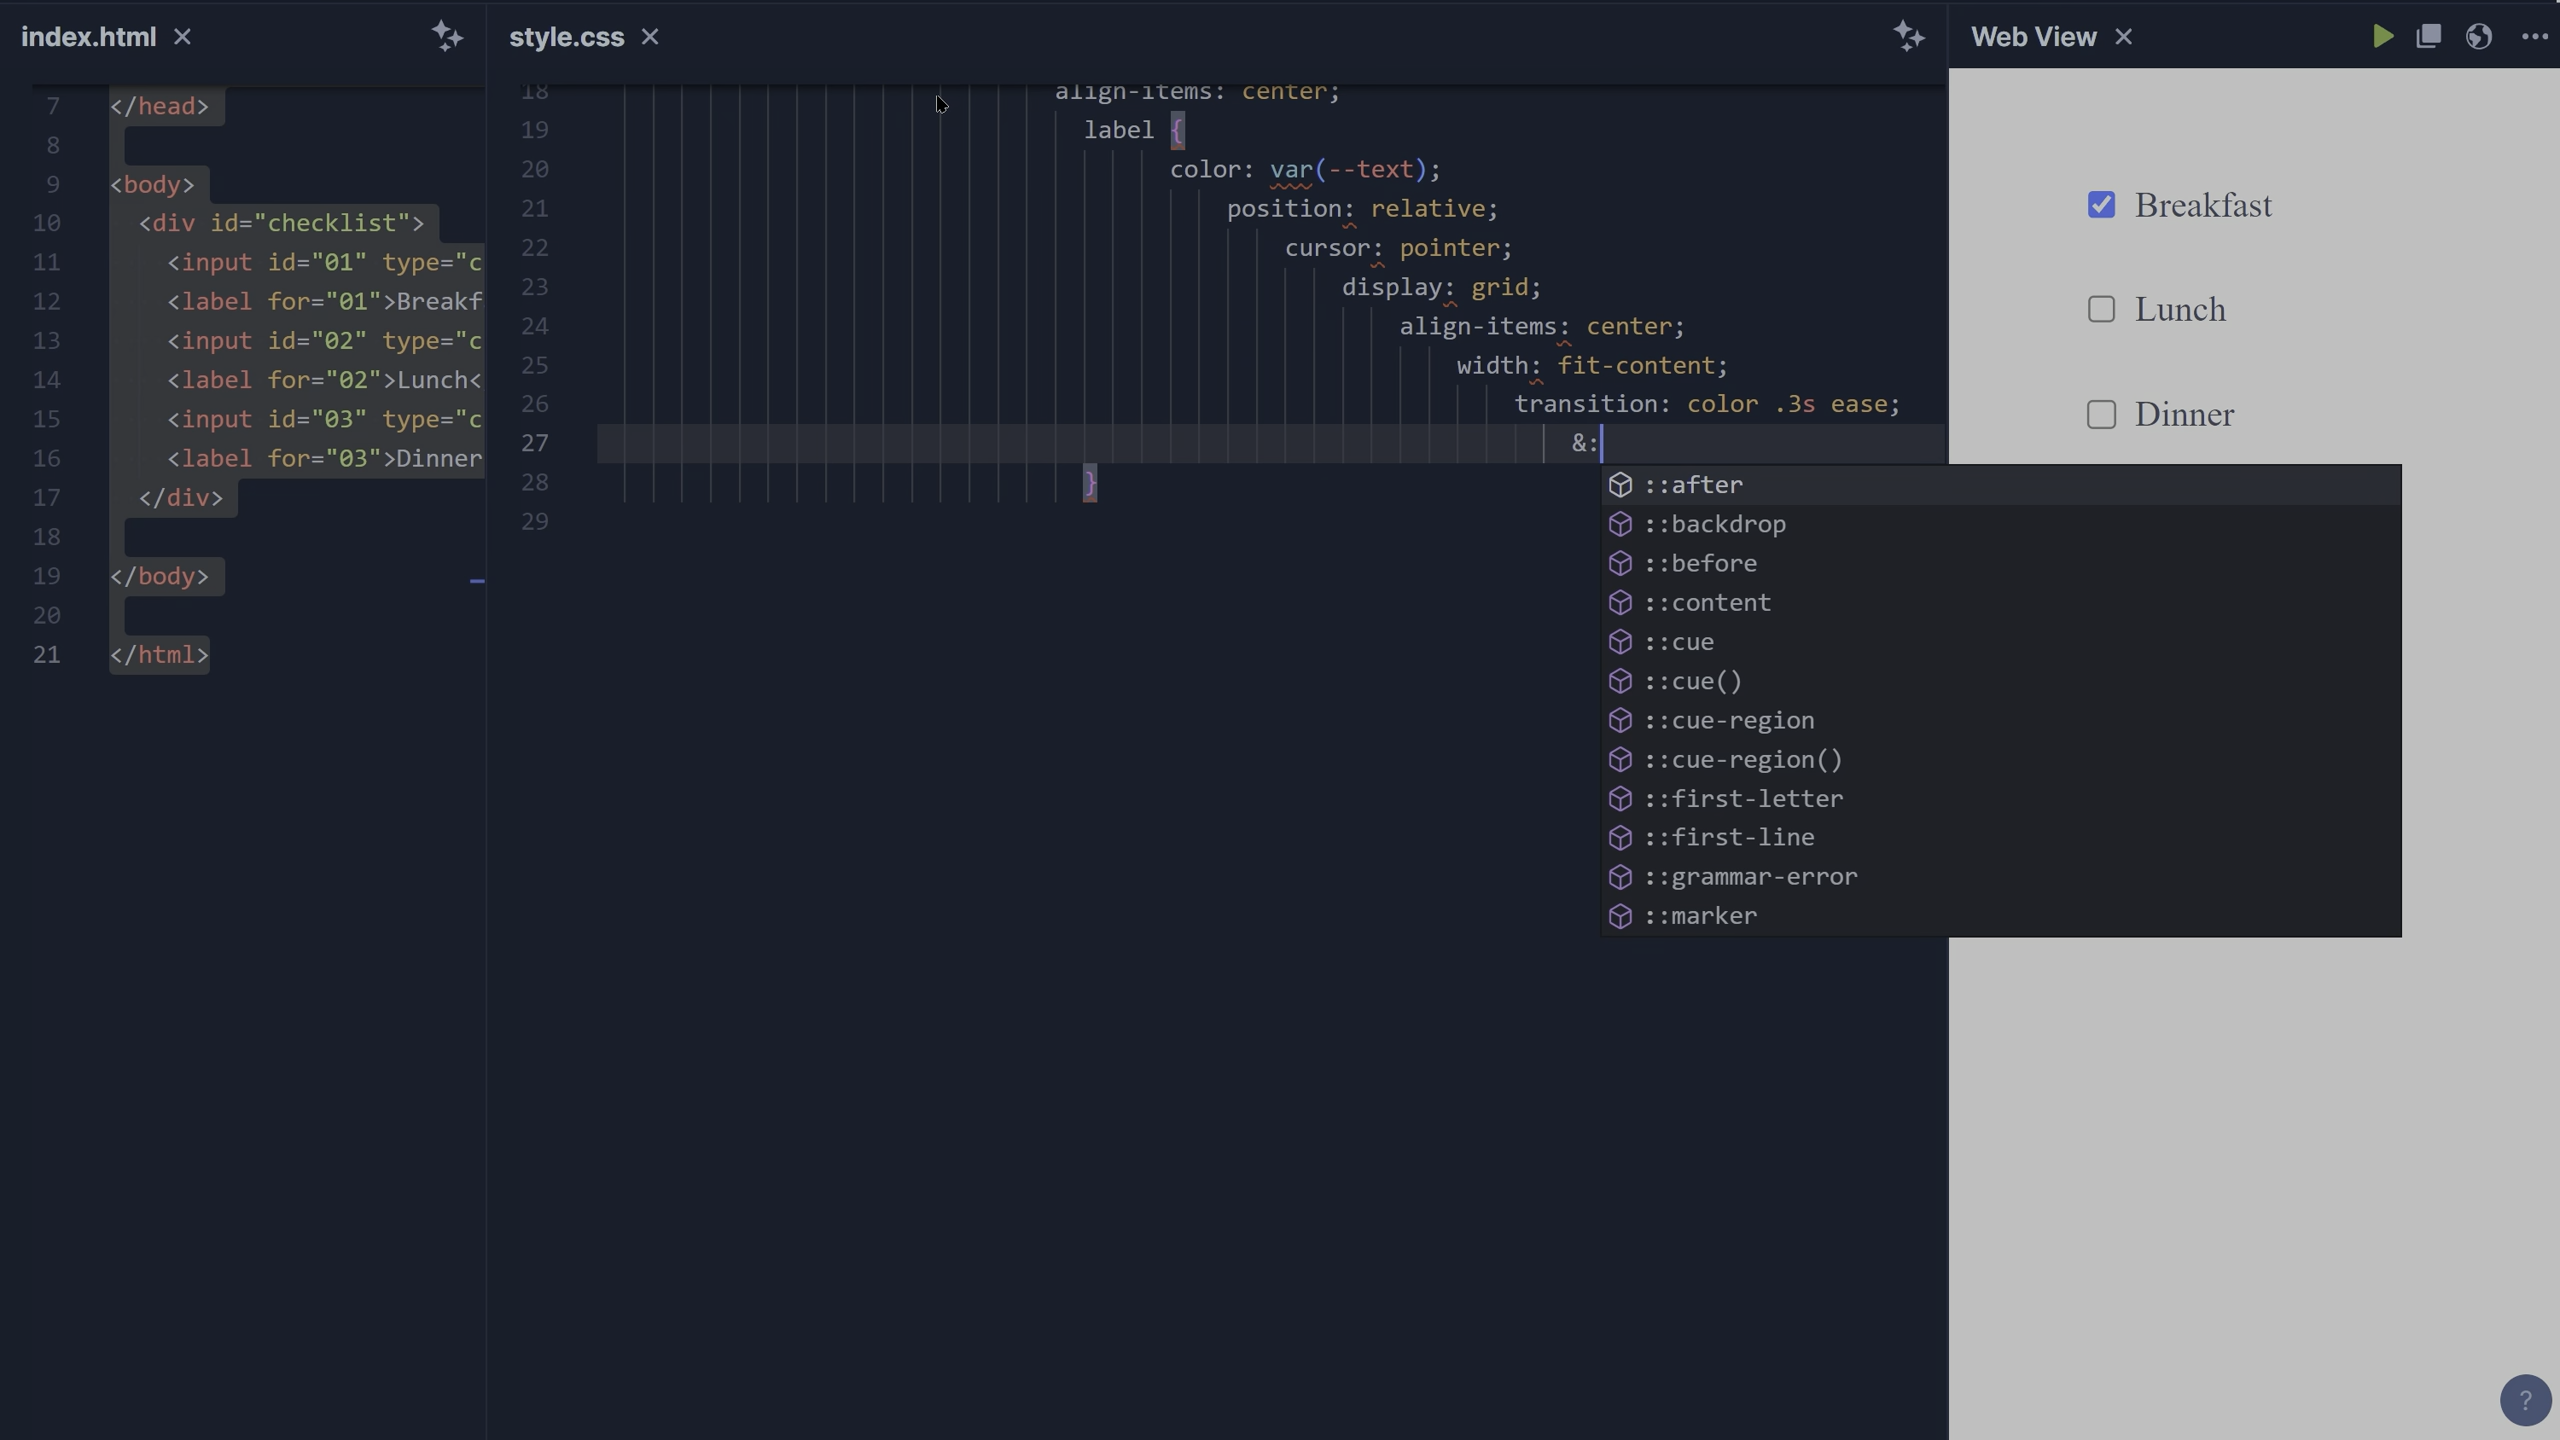 index.html
style.css
Web View
7 </head>
8
9 <body>
10 <div id="checklist">
11 <input id="01" type="c
12 <label for="01">Breakf
13 <input id="02" type="c
14 <label for="02">Lunch<
15 <input id="03" type="c
16 <label for="03">Dinner
17 </div>
18
19 </body>
20
21 </html>
18 align-items: center;
19 label {
20 color: var(--text);
21 position: relative;
22 cursor: pointer;
23 display: grid;
24 align-items: center;
25 width: fit-content;
26 transition: color .3s ease;
27 &:
28 }
29
::after
::backdrop
::before
::content
::cue
::cue()
::cue-region
::cue-region()
::first-letter
::first-line
::grammar-error
::marker
Breakfast
Lunch
Dinner
?